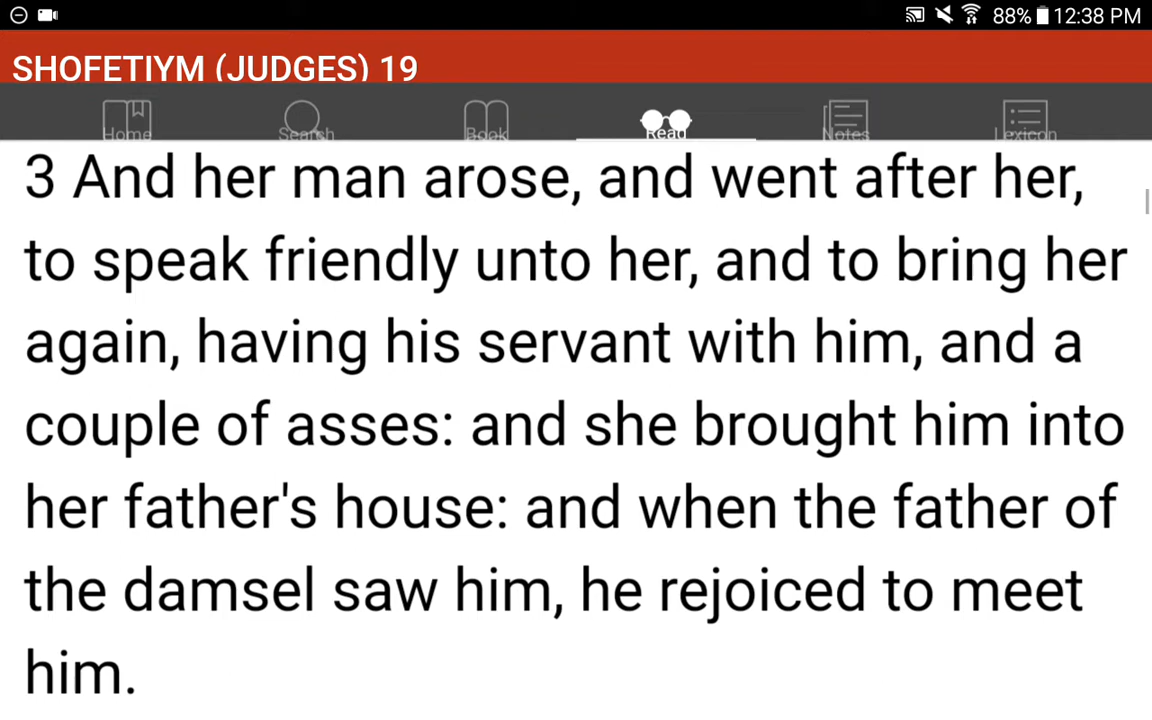 88% 12:38 PM
SHOFETIYM (JUDGES) 19
Home Search Book Read Notes Lexicon
3 And her man arose, and went after her,
to speak friendly unto her, and to bring her
again, having his servant with him, and a
couple of asses: and she brought him into
her father's house: and when the father of
the damsel saw him, he rejoiced to meet
him.